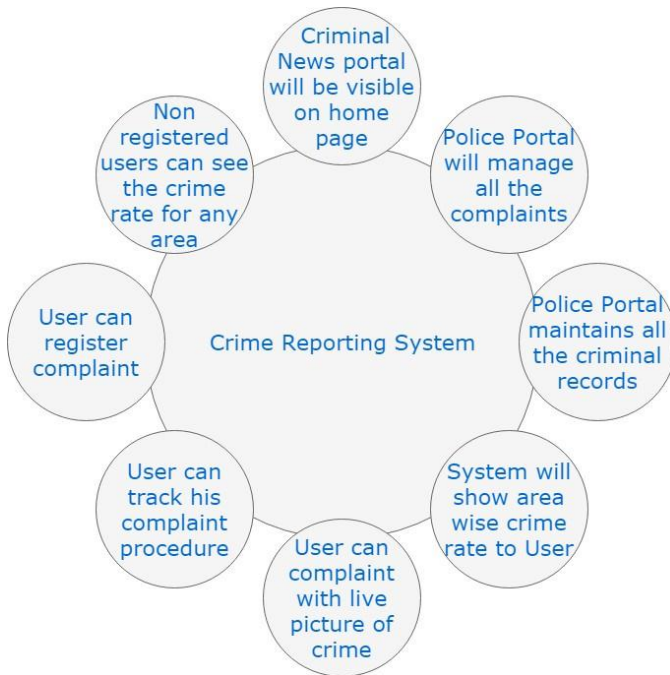 Criminal
News portal
will be visible
on home
page
Non
registered
users can see
the crime
rate for any
area
Police Portal
will manage
all the
complaints
User can
register
complaint
Crime Reporting System
Police Portal
maintains all
the criminal
records
User can
track his
complaint
procedure
System will
show area
wise crime
rate to User
User can
complaint
with live
picture of
crime